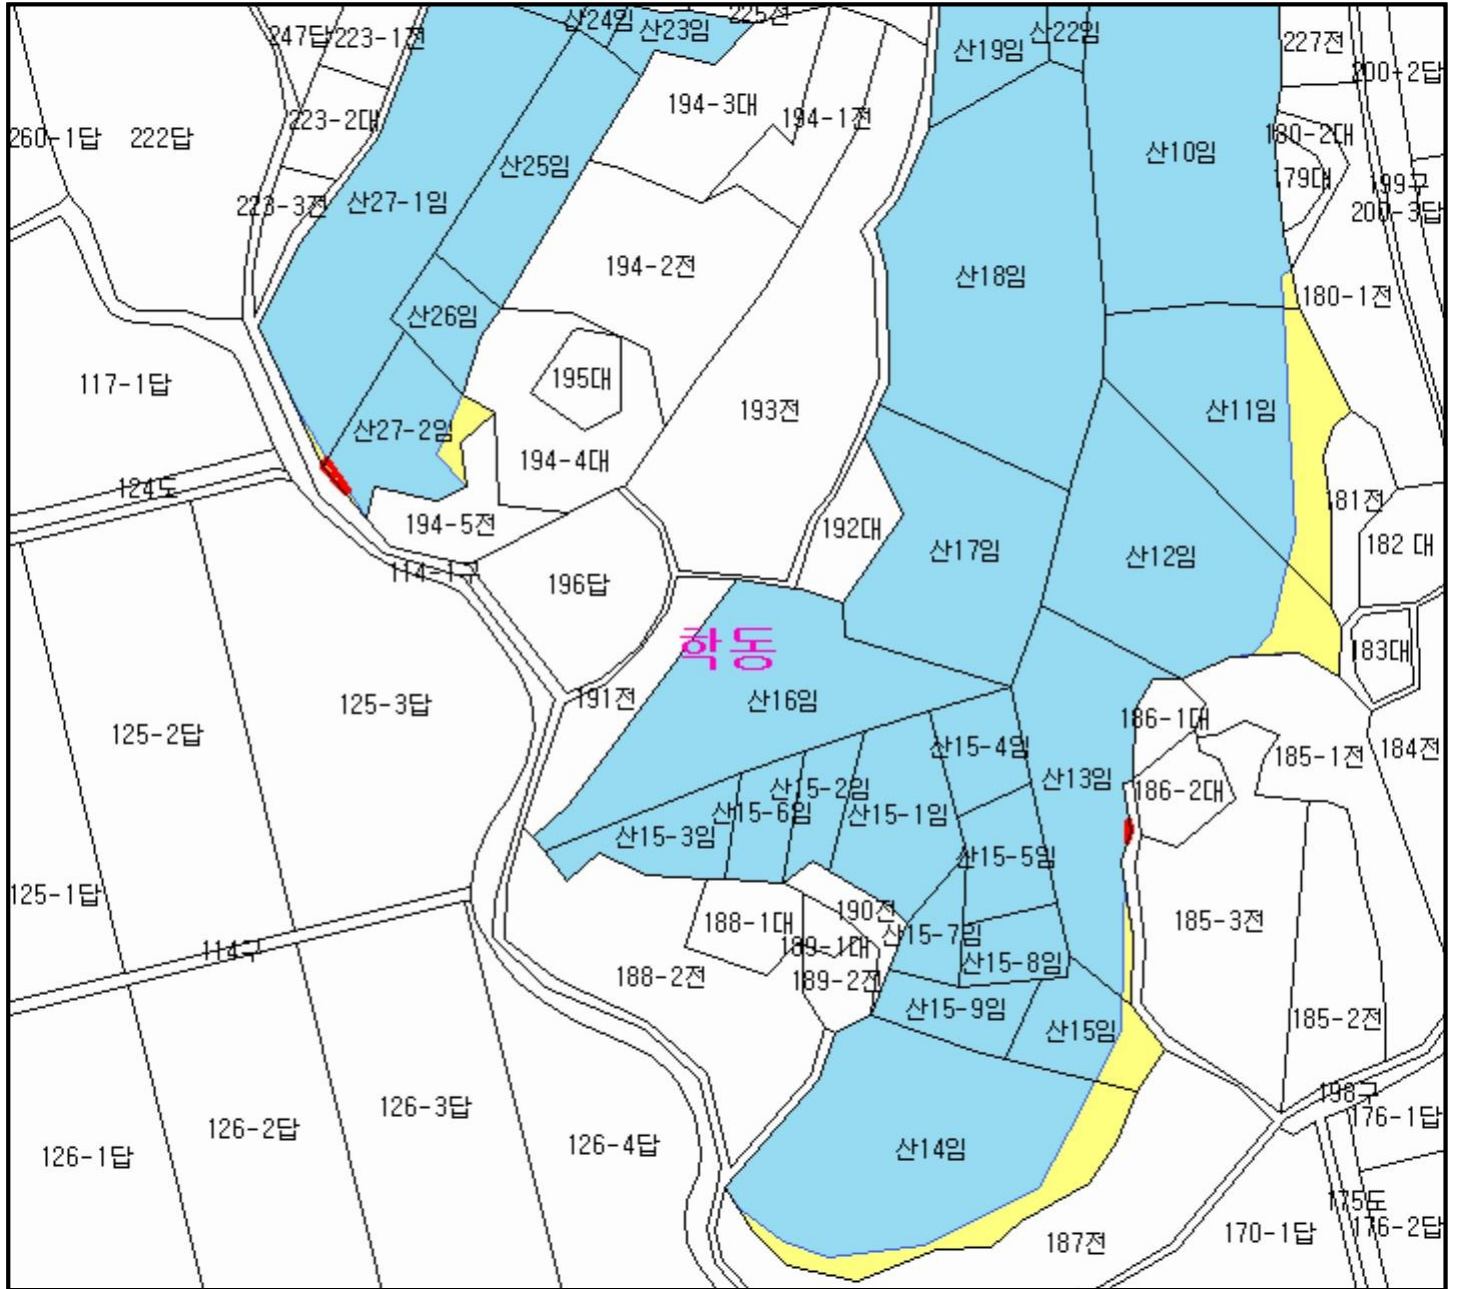 산24임
산23임
225전
247답
223-1전
산19임
산22임
227전
200-2답
194-3대
194-1전
223-2대
260-1답
222답
180-2대
산10임
산25임
179대
199구
223-3전
산27-1임
200-3답
194-2전
산18임
180-1전
산26임
195대
117-1답
193전
산11임
산27-2임
194-4대
124도
181전
194-5전
192대
182 대
산17임
산12임
114-1구
196답
학동
183대
191전
산16임
125-3답
186-1대
125-2답
산15-4임
185-1전
184전
산13임
산15-2임
186-2대
산15-6임
산15-1임
산15-3임
산15-5임
125-1답
190전
188-1대
185-3전
산15-7임
189-1대
114구
산15-8임
188-2전
189-2전
산15-9임
185-2전
산15임
198구
126-3답
176-1답
126-2답
126-4답
산14임
126-1답
175도
176-2답
170-1답
187전